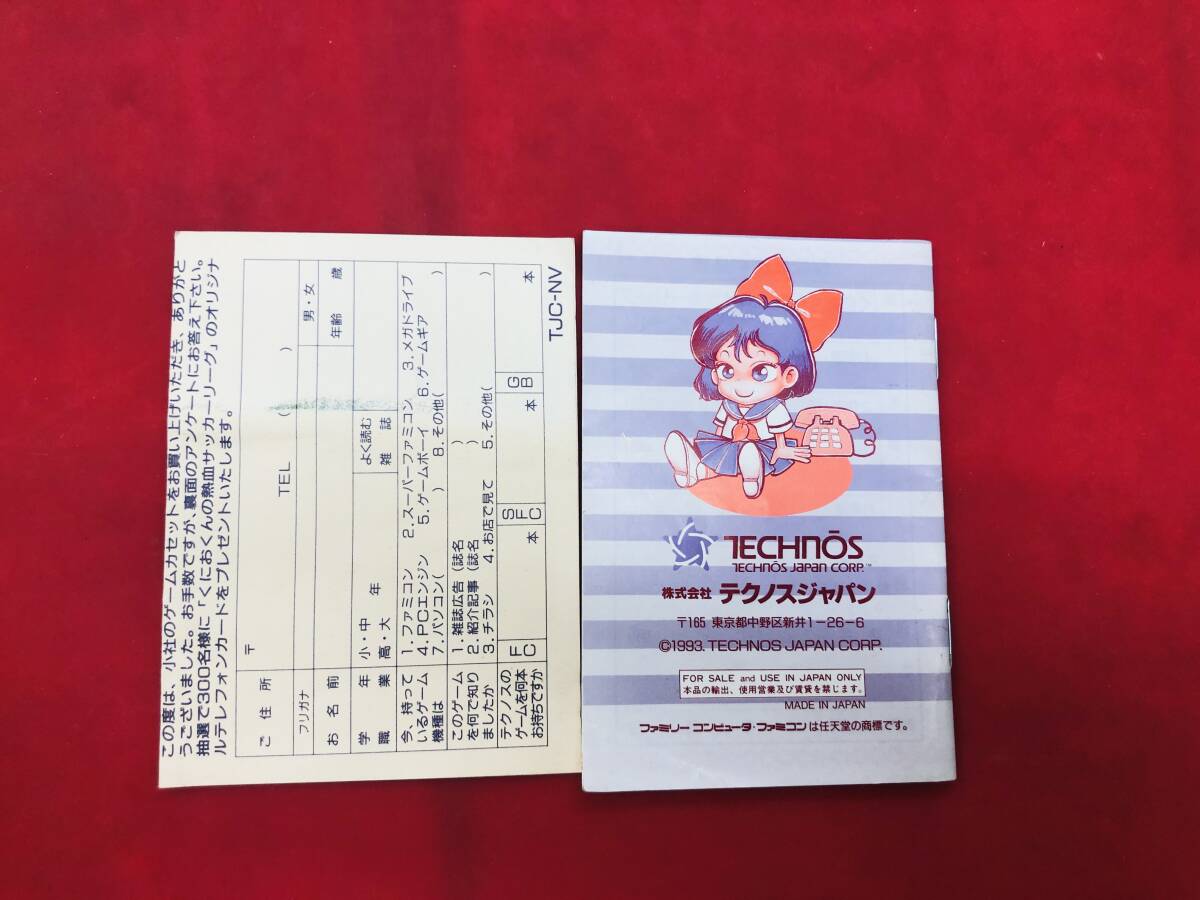 この度は、小社のゲームカセットをお買い上げいただき、ありがと
うございました。お手数ですが、裏面のアンケートにお答え下さい。
抽選で300名様に「くにおくんの熱血サッカーリーグ」のオリジナ
ルテレフォンカードをプレゼントいたします。
ご住所
〒
TEL ( )
フリガナ
男・女
お名前
年齢 歳
学年
職業
小・中
高・大 年
よく読む
雑誌
今、持って
いるゲーム
機種は
1. ファミコン 2. スーパーファミコン 3. メガドライブ
4. PCエンジン 5. ゲームボーイ 6. ゲームギア
7. パソコン( ) 8. その他( )
このゲーム
を何で知り
ましたか
1. 雑誌広告 (誌名 )
2. 紹介記事 (誌名 )
3. チラシ 4. お店で見て 5. その他( )
テクノスの
ゲームを何本
お持ちですか
FC 本
SFC 本
GB 本
TJC-NV
TECHNŌS
TECHNŌS JAPAN CORP.™
株式会社 テクノスジャパン
〒165 東京都中野区新井1-26-6
©1993. TECHNOS JAPAN CORP.
FOR SALE and USE IN JAPAN ONLY
本品の輸出、使用営業及び賃貸を禁じます。
MADE IN JAPAN
ファミリーコンピュータ・ファミコンは任天堂の商標です。